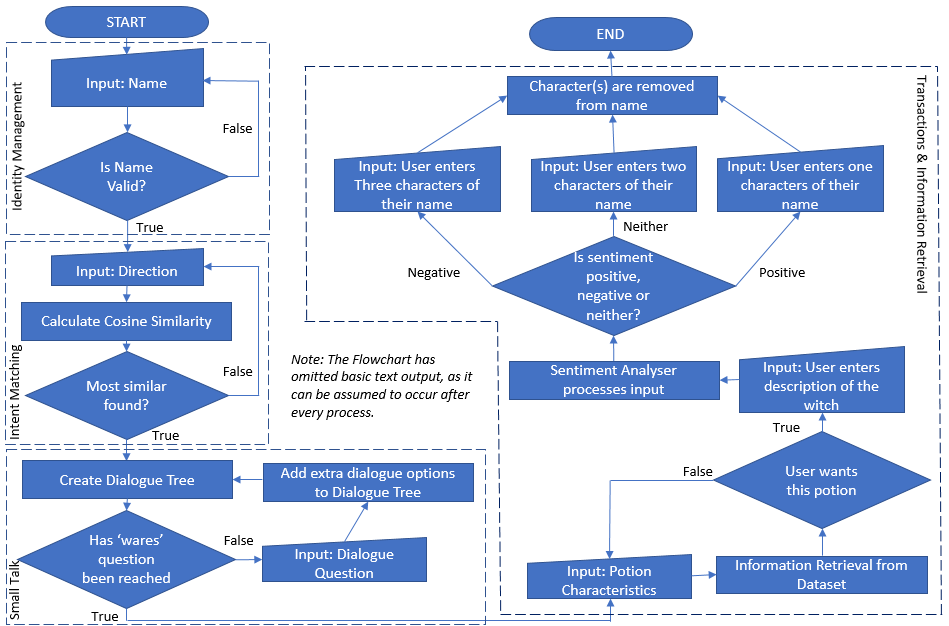 START
Identity Management
Input: Name
False
Is Name
Valid?
True
Intent Matching
Input: Direction
Calculate Cosine Similarity
False
Most similar
found?
True
Small Talk
Create Dialogue Tree
Add extra dialogue options
to Dialogue Tree
Has ‘wares’
question
been reached
False
Input: Dialogue
Question
True
Note: The Flowchart has
omitted basic text output, as it
can be assumed to occur after
every process.
END
Transactions & Information Retrieval
Character(s) are removed
from name
Input: User enters
Three characters of
their name
Input: User enters two
characters of their
name
Input: User enters one
characters of their
name
Neither
Negative
Is sentiment
positive,
negative or
neither?
Positive
Sentiment Analyser
processes input
Input: User enters
description of the
witch
True
False
User wants
this potion
Input: Potion
Characteristics
Information Retrieval from
Dataset